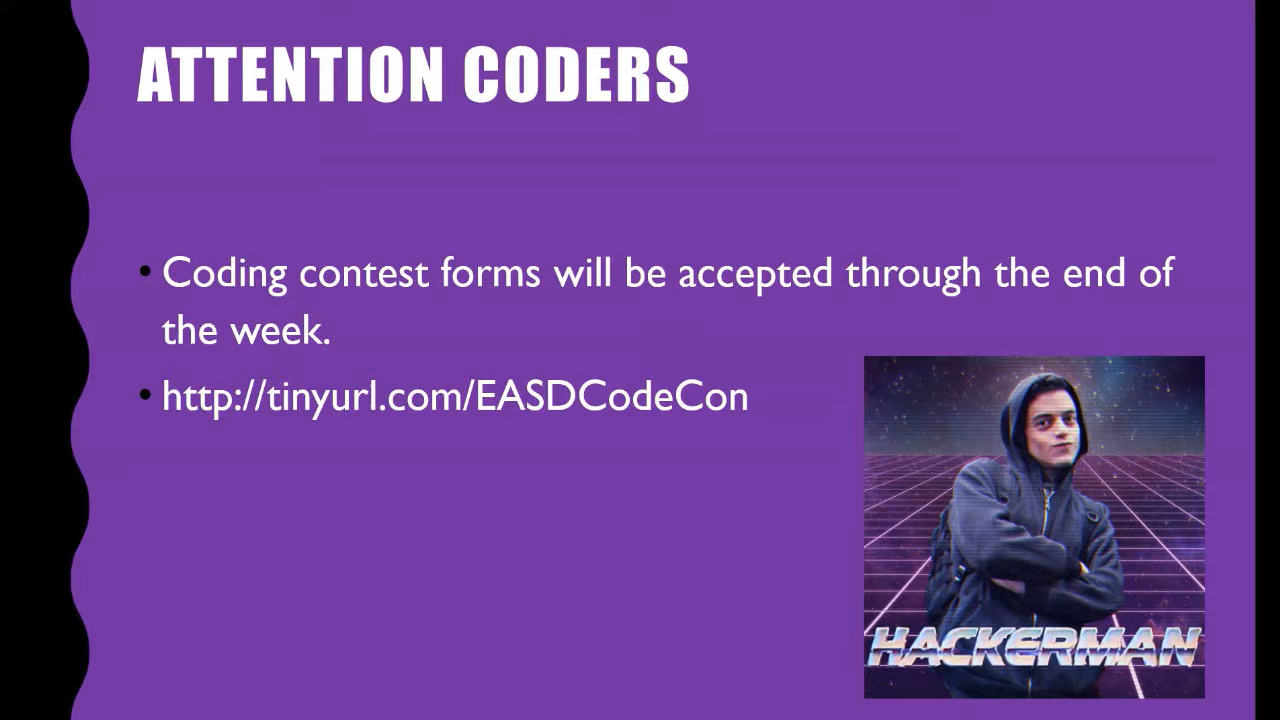 ATTENTION CODERS
• Coding contest forms will be accepted through the end of
the week.
• http://tinyurl.com/EASDCodeCon
HACKERMAN